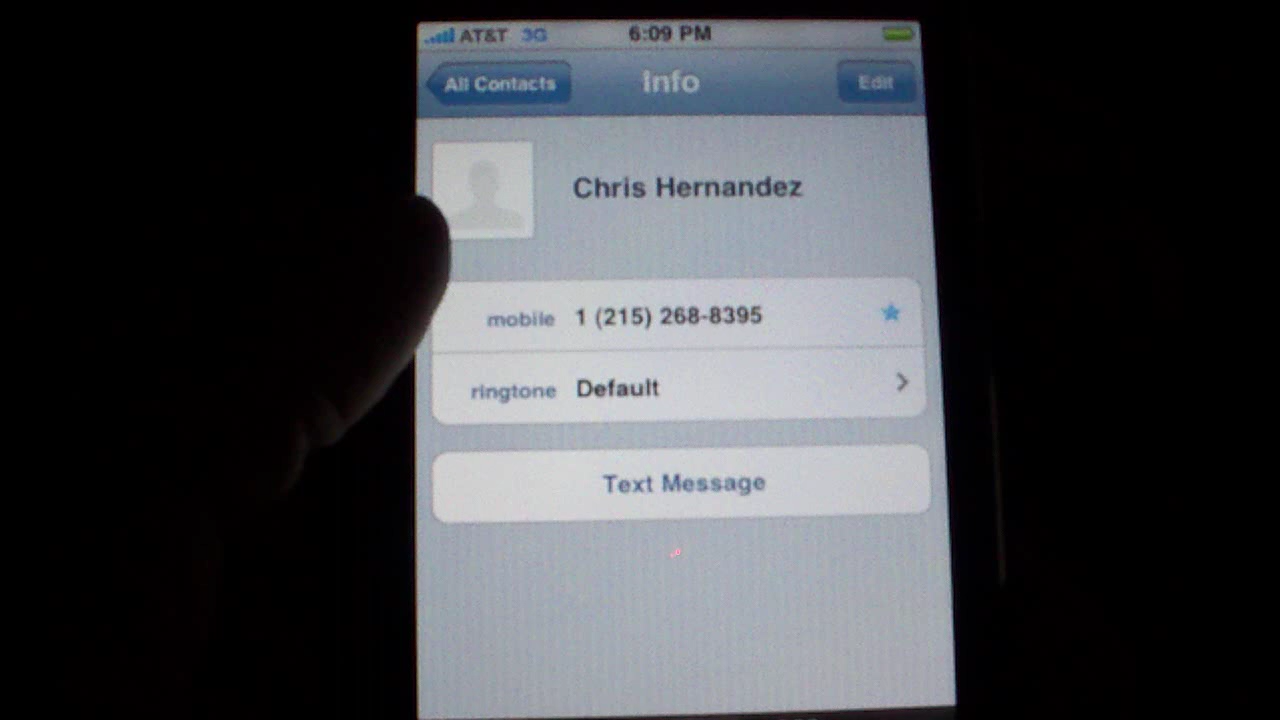 AT&T 3G 6:09 PM
All Contacts Info Edit
Chris Hernandez
mobile 1 (215) 268-8395
ringtone Default
Text Message